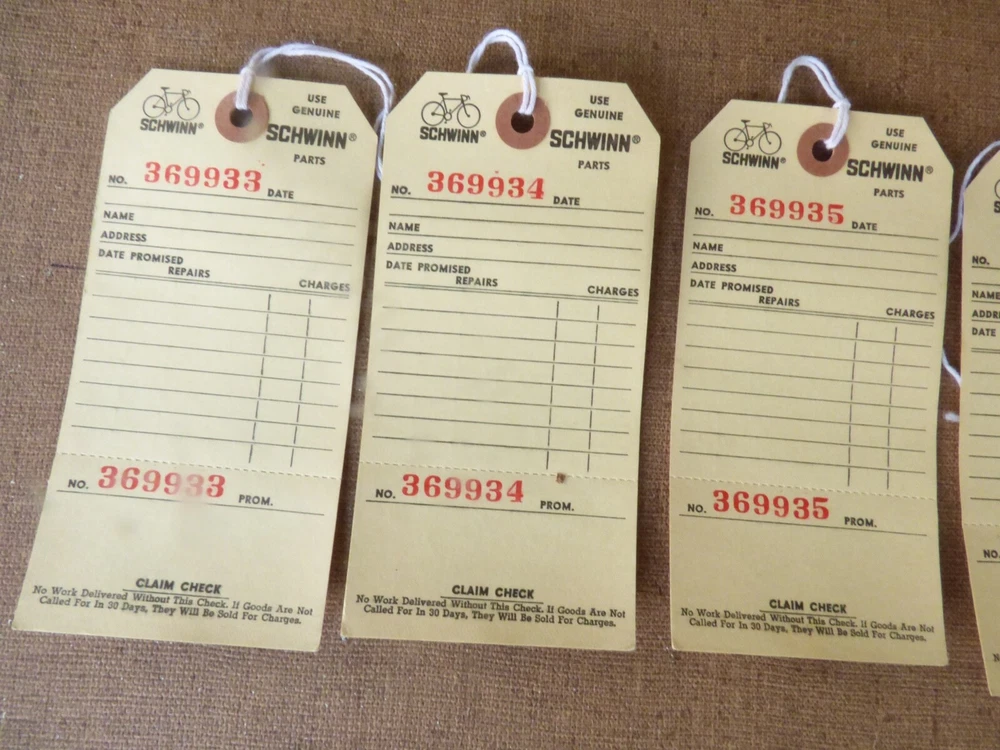 SCHWINN®
USE
GENUINE
SCHWINN®
PARTS
NO. 369933 DATE
NAME
ADDRESS
DATE PROMISED
REPAIRS CHARGES
NO. 369933 PROM.
CLAIM CHECK
No Work Delivered Without This Check. If Goods Are Not
Called For In 30 Days, They Will Be Sold For Charges.
SCHWINN®
USE
GENUINE
SCHWINN®
PARTS
NO. 369934 DATE
NAME
ADDRESS
DATE PROMISED
REPAIRS CHARGES
NO. 369934 PROM.
CLAIM CHECK
No Work Delivered Without This Check. If Goods Are Not
Called For In 30 Days, They Will Be Sold For Charges.
SCHWINN®
USE
GENUINE
SCHWINN®
PARTS
NO. 369935 DATE
NAME
ADDRESS
DATE PROMISED
REPAIRS CHARGES
NO. 369935 PROM.
CLAIM CHECK
No Work Delivered Without This Check. If Goods Are Not
Called For In 30 Days, They Will Be Sold For Charges.
NO.
NAME
ADDRE
DATE
NO.